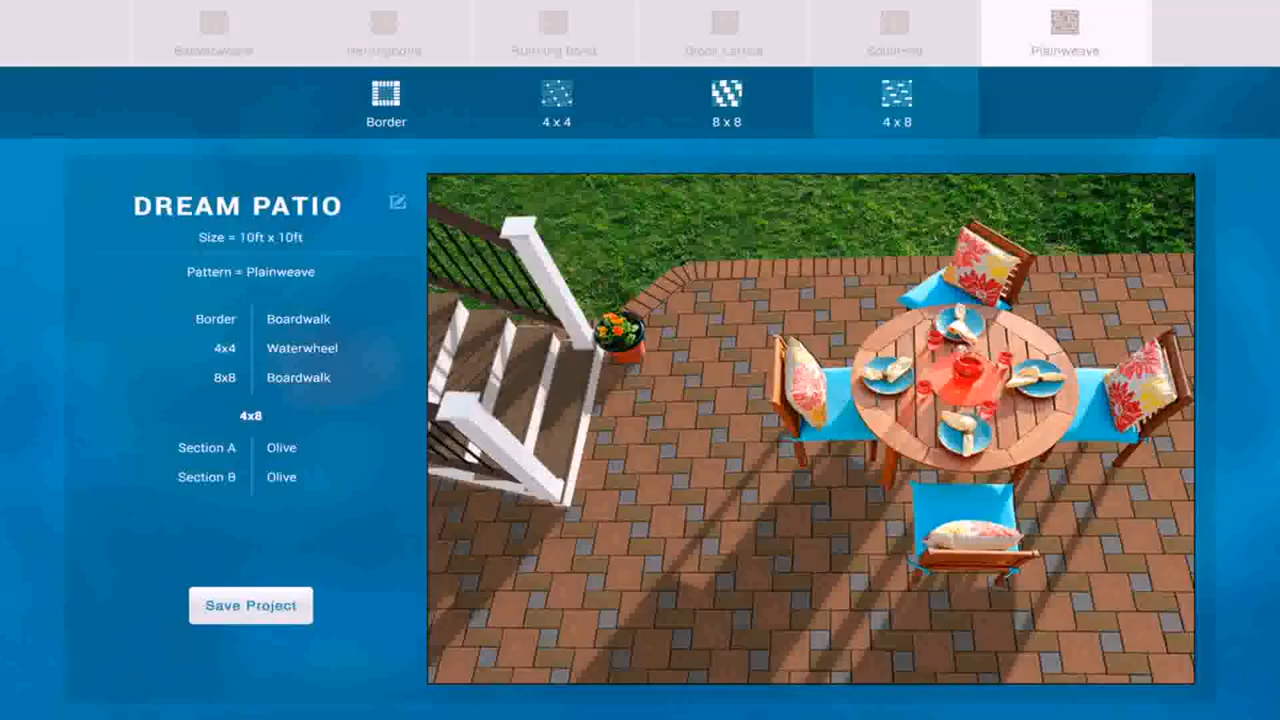 Basketweave
Herringbone
Running Bond
Plainweave
Border
4 x 4
8 x 8
4 x 8
DREAM PATIO
Size = 10ft x 10ft
Pattern = Plainweave
Border Boardwalk
4x4 Waterwheel
8x8 Boardwalk
4x8
Section A Olive
Section B Olive
Save Project